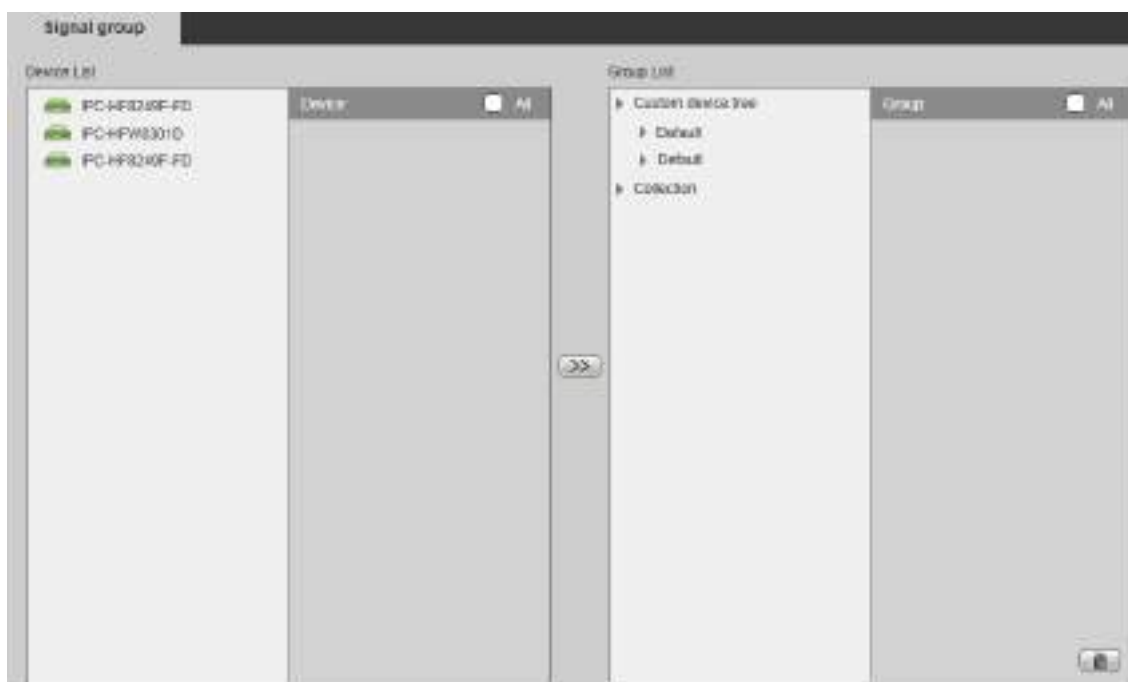 Signal group
Device List
Group List
IPC-HF8249F-FD
IPC-HFW8301D
IPC-HF8249F-FD
Device
All
Custom device tree
Default
Default
Collection
Group
All
>>